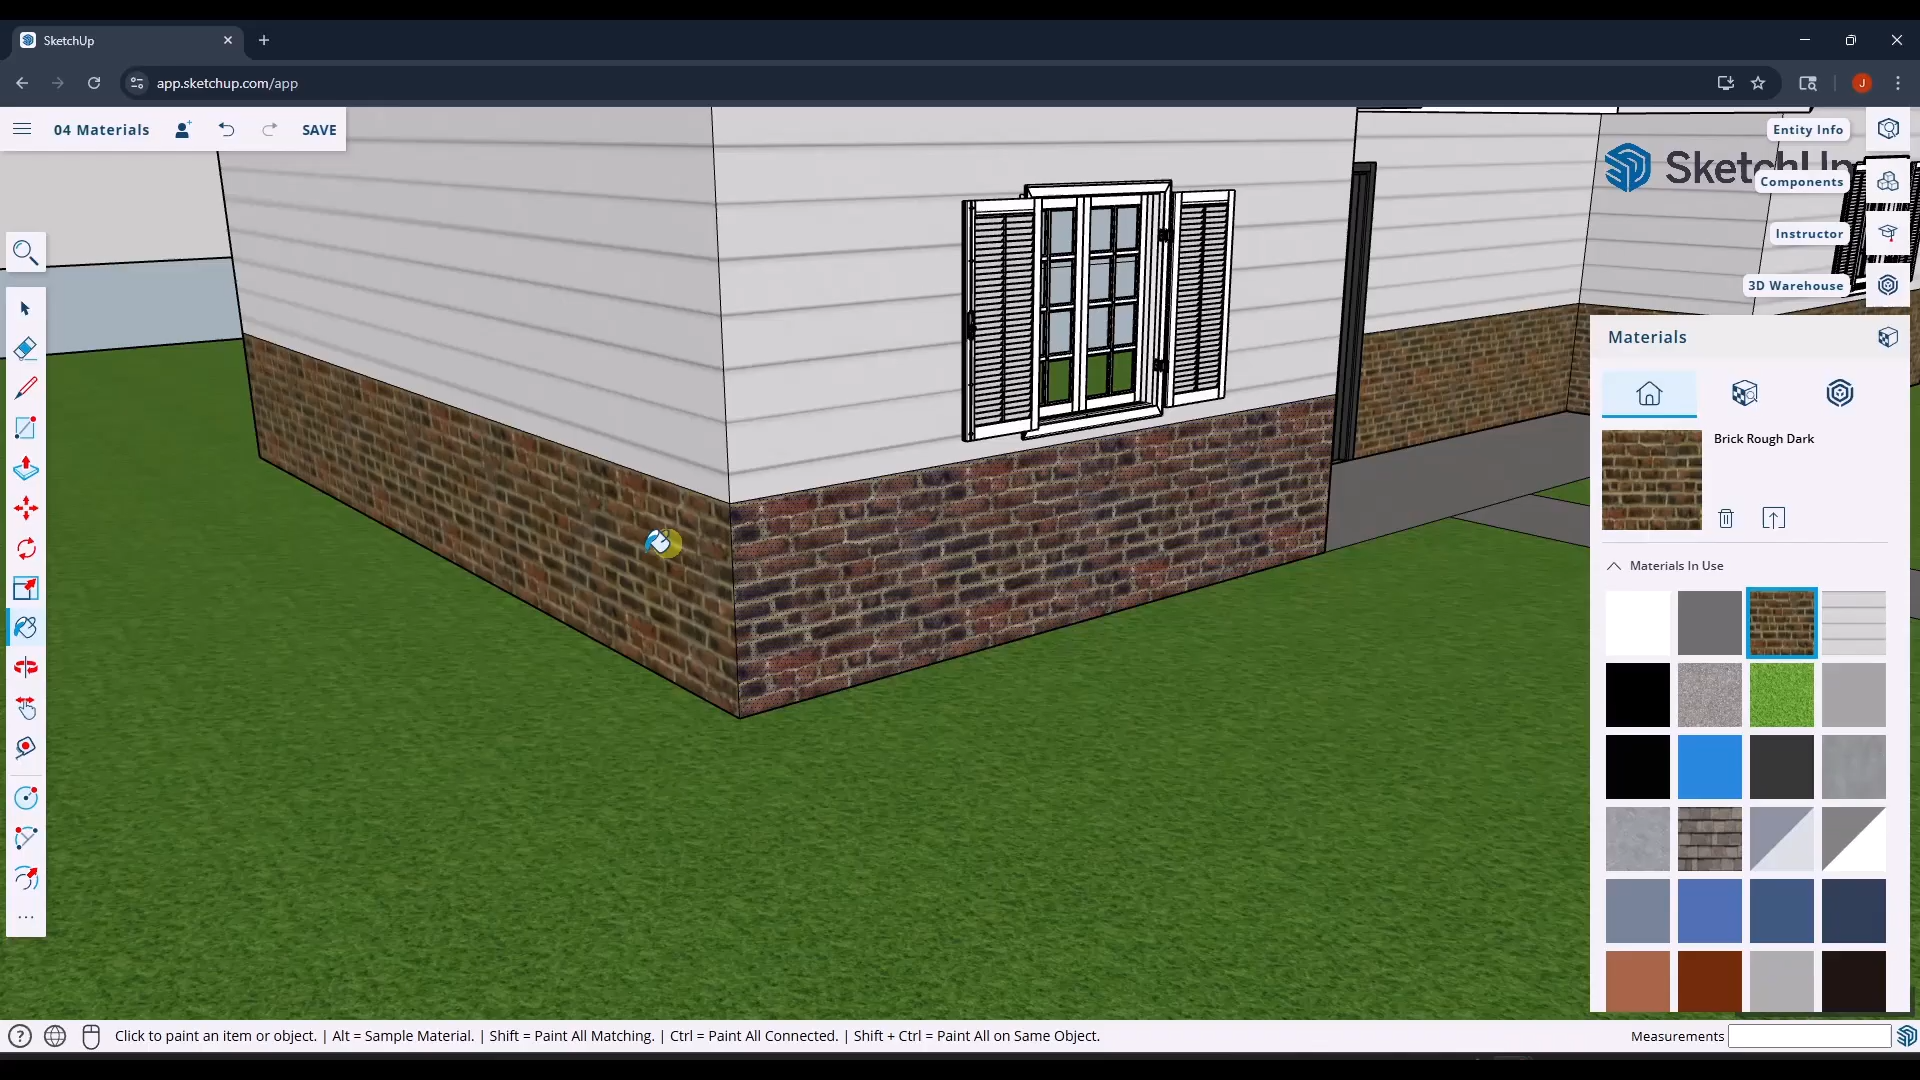 SketchUp
app.sketchup.com/app
J
04 Materials
SAVE
Entity Info
SketchUp
Components
Instructor
3D Warehouse
Materials
Brick Rough Dark
Materials In Use
Click to paint an item or object. | Alt = Sample Material. | Shift = Paint All Matching. | Ctrl = Paint All Connected. | Shift + Ctrl = Paint All on Same Object.
Measurements